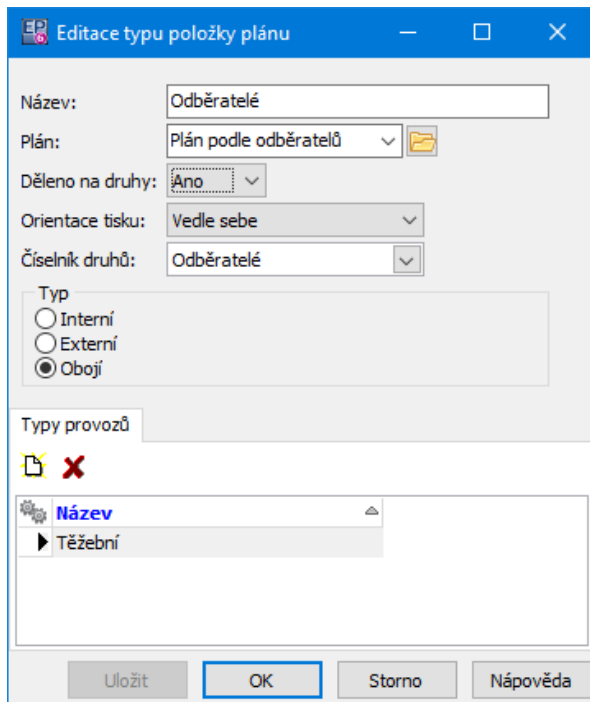 Editace typu položky plánu
Název: Odběratelé
Plán: Plán podle odběratelů
Děleno na druhy: Ano
Orientace tisku: Vedle sebe
Číselník druhů: Odběratelé
Typ
Interní
Externí
Obojí
Typy provozů
Název
Těžební
Uložit OK Storno Nápověda